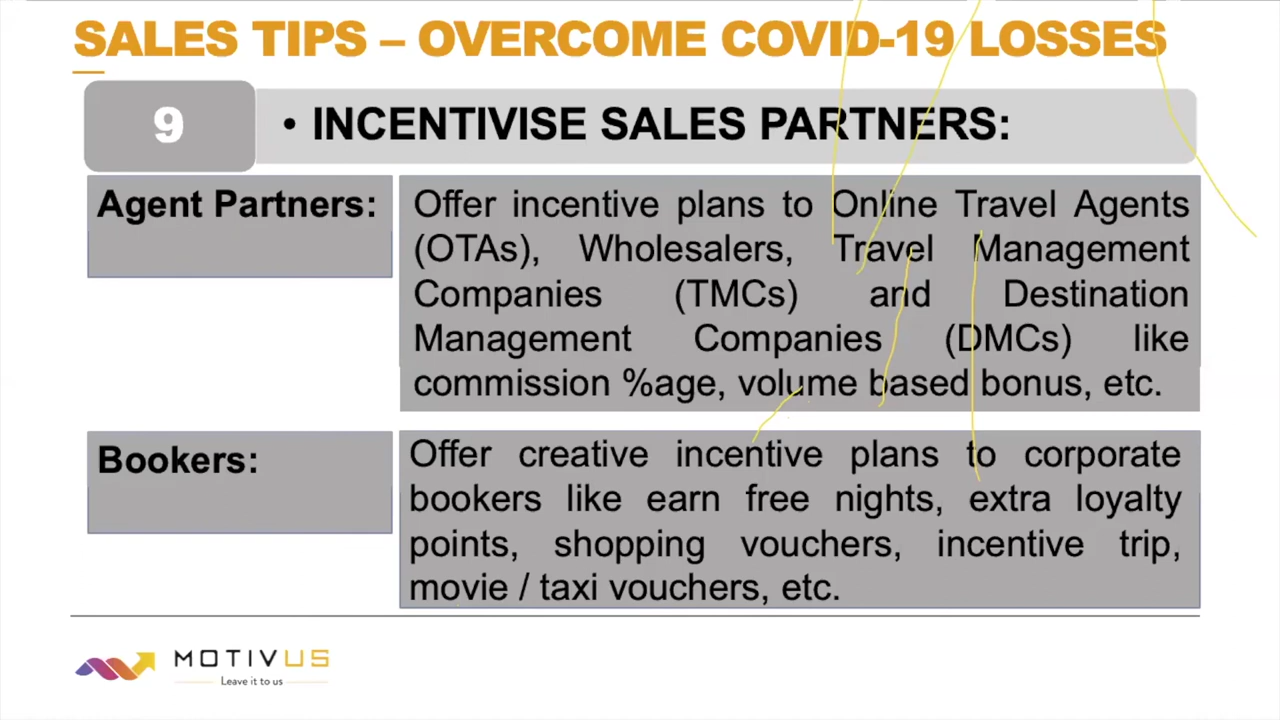 SALES TIPS – OVERCOME COVID-19 LOSSES
9
• INCENTIVISE SALES PARTNERS:
Agent Partners:
Offer incentive plans to Online Travel Agents
(OTAs), Wholesalers, Travel Management
Companies (TMCs) and Destination
Management Companies (DMCs) like
commission %age, volume based bonus, etc.
Bookers:
Offer creative incentive plans to corporate
bookers like earn free nights, extra loyalty
points, shopping vouchers, incentive trip,
movie / taxi vouchers, etc.
MOTIVUS
Leave it to us